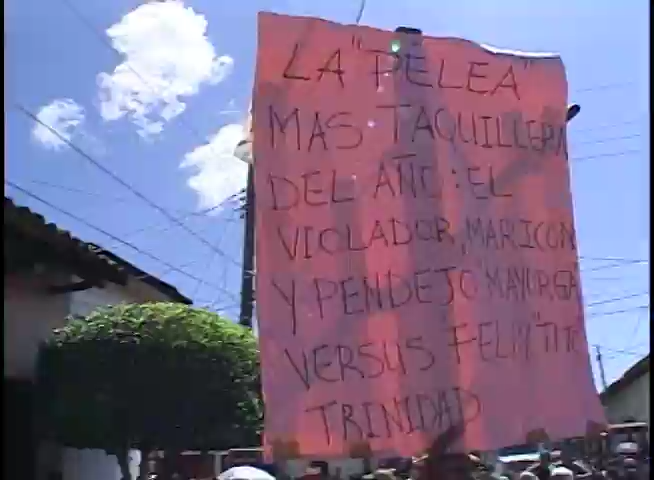 LA "PELEA"
MAS TAQUILLERA
DEL AÑO: EL
VIOLADOR, MARICON
Y PENDEJO "MAYORGA
VERSUS FELIX "TITO
TRINIDAD